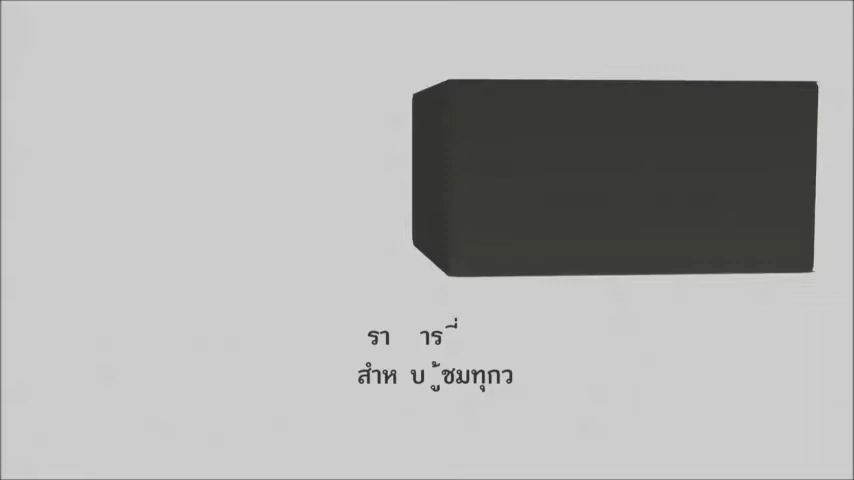 รา าร ี่
สำห บ ู้ชมทุกว